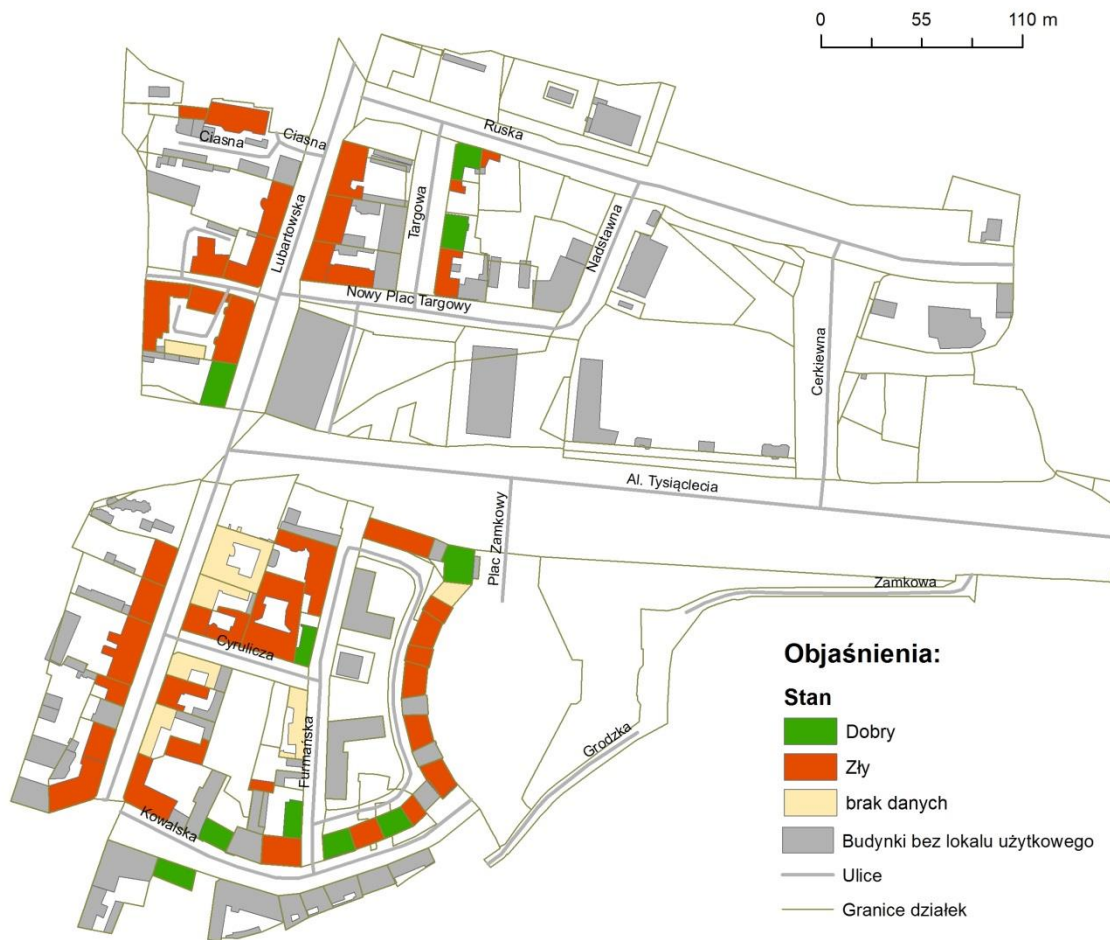 0 55 110 m
Ruska
Ciasna
Ciasna
Targowa
Nadstawna
Lubartowska
Nowy Plac Targowy
Cerkiewna
Al. Tysiąclecia
Plac Zamkowy
Zamkowa
Cyrulicza
Furmańska
Grodzka
Kowalska
Objaśnienia:
Stan
Dobry
Zły
brak danych
Budynki bez lokalu użytkowego
Ulice
Granice działek